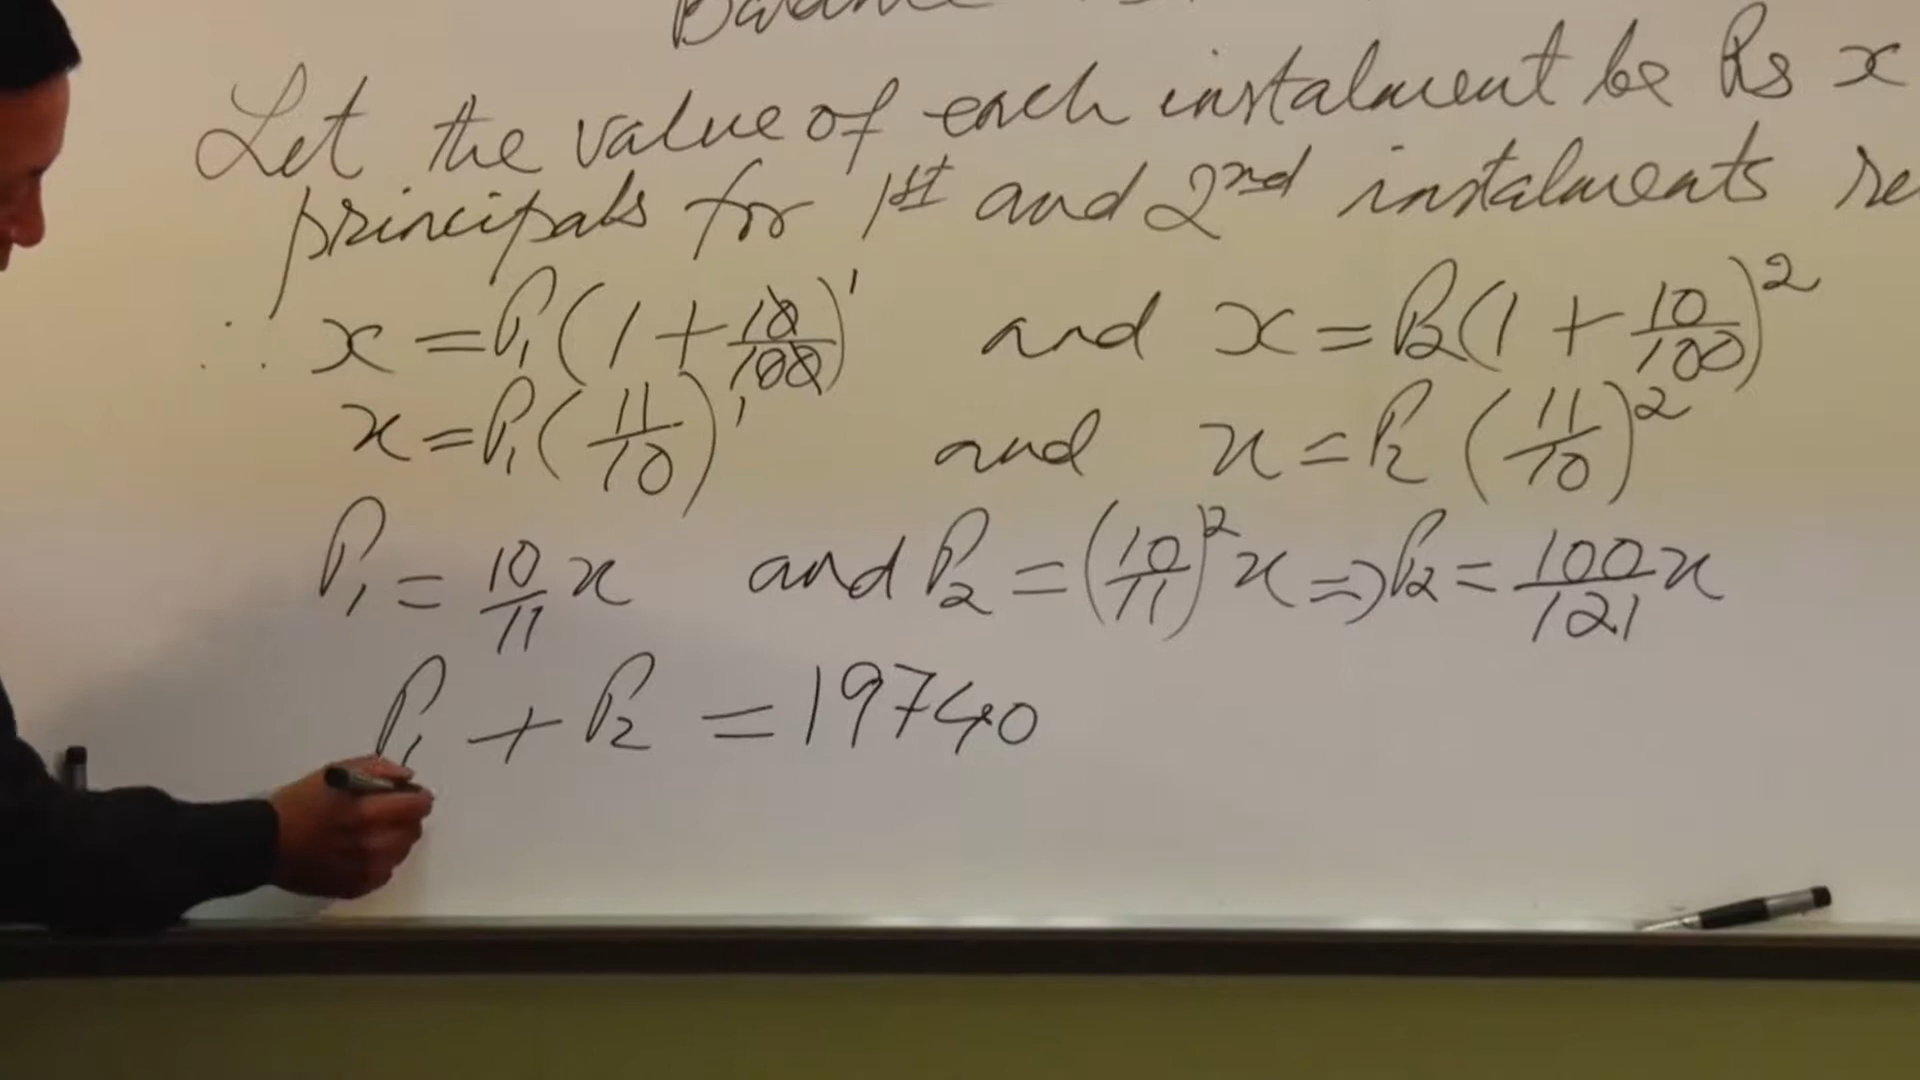 Let the value of each instalment be Rs x
principals for 1st and 2nd instalments re
∴ x = P₁(1 + 10/100)¹ and x = P₂(1 + 10/100)²
x = P₁(11/10)¹ and x = P₂(11/10)²
P₁ = 10/11 x and P₂ = (10/11)² x ⇒ P₂ = 100/121 x
P₁ + P₂ = 19740